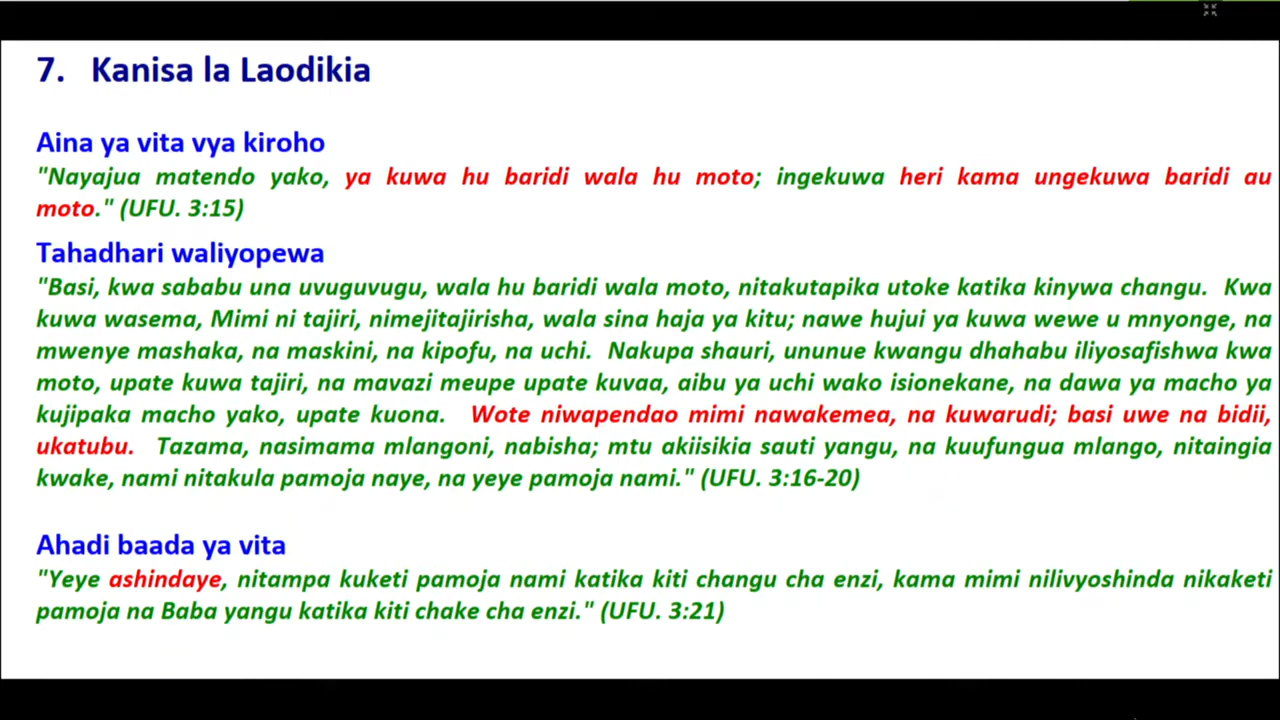 7. Kanisa la Laodikia
Aina ya vita vya kiroho
"Nayajua matendo yako, ya kuwa hu baridi wala hu moto; ingekuwa heri kama ungekuwa baridi au
moto." (UFU. 3:15)
Tahadhari waliyopewa
"Basi, kwa sababu una uvuguvugu, wala hu baridi wala moto, nitakutapika utoke katika kinywa changu. Kwa
kuwa wasema, Mimi ni tajiri, nimejitajirisha, wala sina haja ya kitu; nawe hujui ya kuwa wewe u mnyonge, na
mwenye mashaka, na maskini, na kipofu, na uchi. Nakupa shauri, ununue kwangu dhahabu iliyosafishwa kwa
moto, upate kuwa tajiri, na mavazi meupe upate kuvaa, aibu ya uchi wako isionekane, na dawa ya macho ya
kujipaka macho yako, upate kuona. Wote niwapendao mimi nawakemea, na kuwarudi; basi uwe na bidii,
ukatubu. Tazama, nasimama mlangoni, nabisha; mtu akiisikia sauti yangu, na kuufungua mlango, nitaingia
kwake, nami nitakula pamoja naye, na yeye pamoja nami." (UFU. 3:16-20)
Ahadi baada ya vita
"Yeye ashindaye, nitampa kuketi pamoja nami katika kiti changu cha enzi, kama mimi nilivyoshinda nikaketi
pamoja na Baba yangu katika kiti chake cha enzi." (UFU. 3:21)